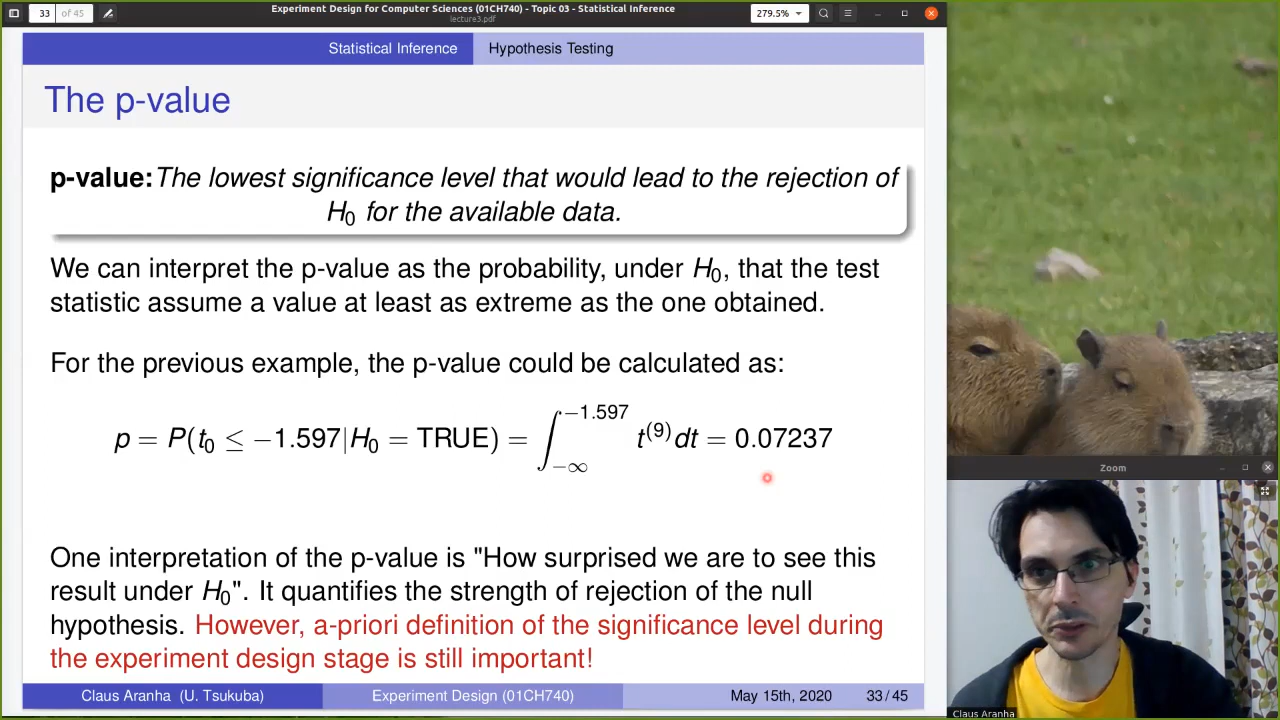 33 of 45
Experiment Design for Computer Sciences (01CH740) - Topic 03 - Statistical Inference
lecture3.pdf
279.5%
Statistical Inference Hypothesis Testing
The p-value
p-value: The lowest significance level that would lead to the rejection of
H₀ for the available data.
We can interpret the p-value as the probability, under H₀, that the test
statistic assume a value at least as extreme as the one obtained.
For the previous example, the p-value could be calculated as:
p = P(t₀ ≤ −1.597|H₀ = TRUE) = ∫_{−∞}^{−1.597} t^{(9)}dt = 0.07237
One interpretation of the p-value is "How surprised we are to see this
result under H₀". It quantifies the strength of rejection of the null
hypothesis. However, a-priori definition of the significance level during
the experiment design stage is still important!
Claus Aranha (U. Tsukuba) Experiment Design (01CH740) May 15th, 2020 33 / 45
Zoom
Claus Aranha